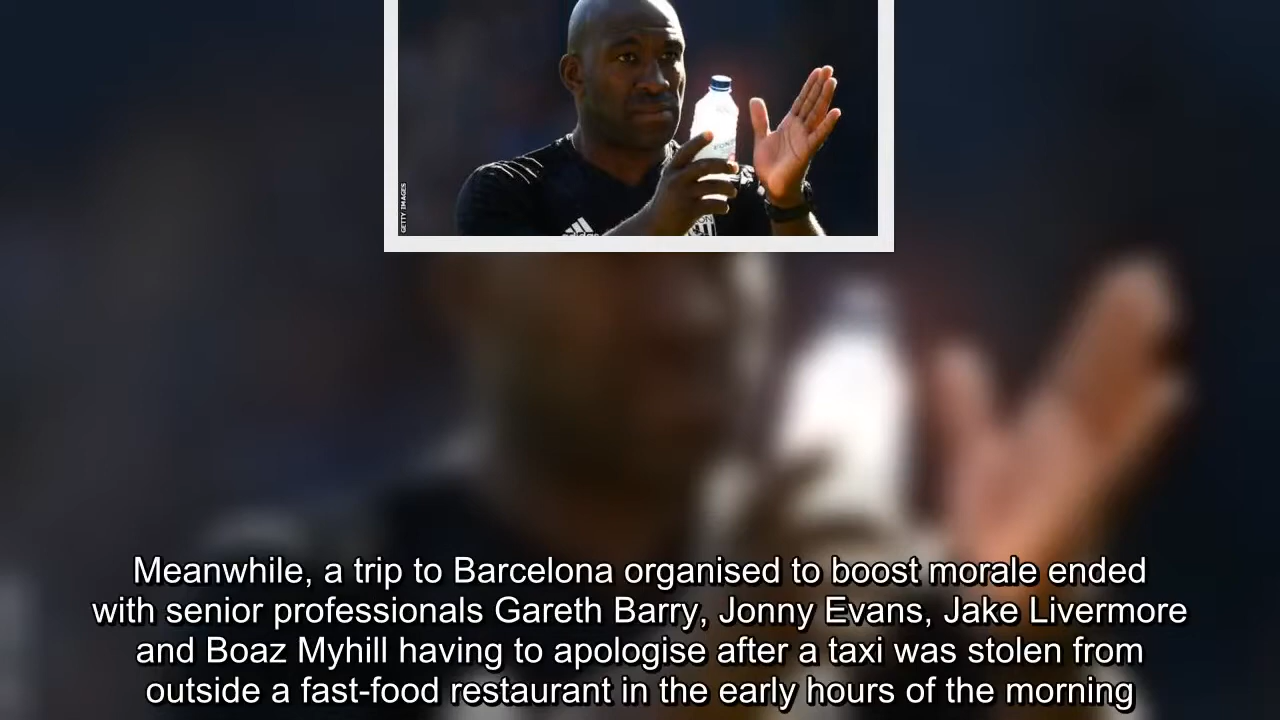 GETTY IMAGES
Meanwhile, a trip to Barcelona organised to boost morale ended
with senior professionals Gareth Barry, Jonny Evans, Jake Livermore
and Boaz Myhill having to apologise after a taxi was stolen from
outside a fast-food restaurant in the early hours of the morning